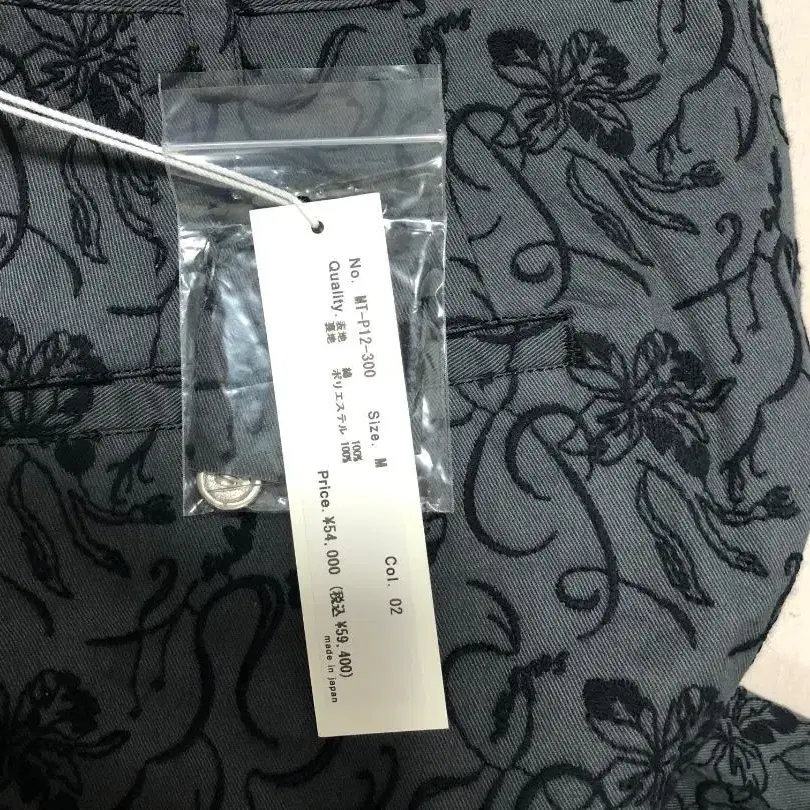 No. MT-P12-300 Size. M Col. 02
Quality. 表地 綿 100%
裏地 ポリエステル 100%
Price. ¥54.000 (税込 ¥59.400)
made in japan